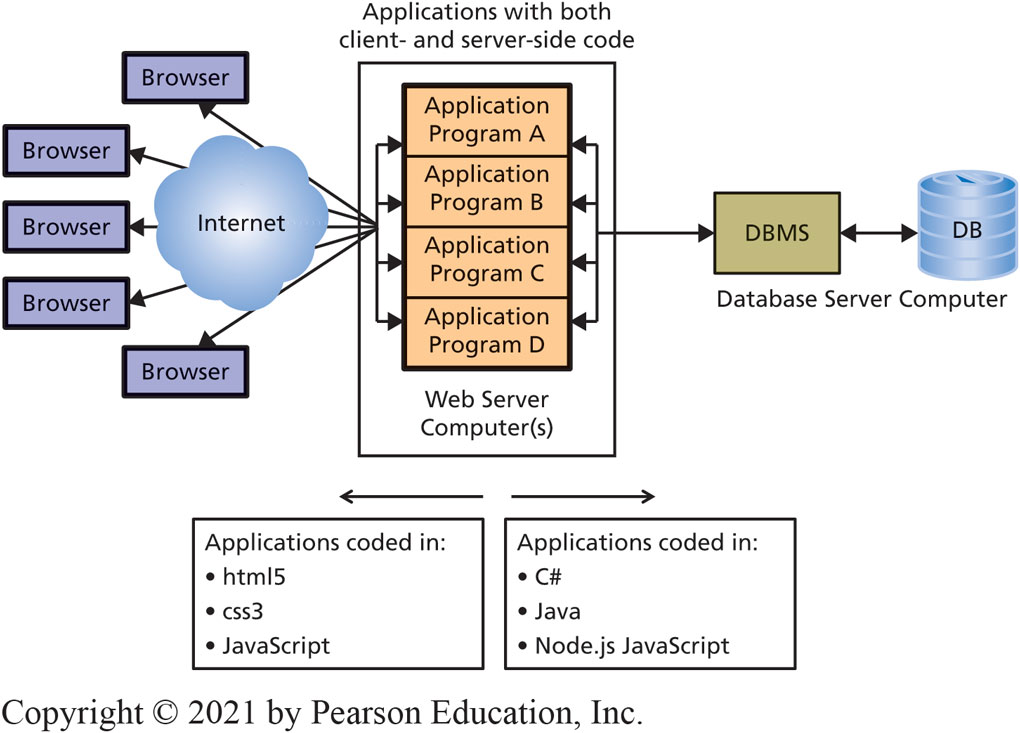 Applications with both
client- and server-side code
Browser
Browser
Browser
Browser
Browser
Internet
Application
Program A
Application
Program B
Application
Program C
Application
Program D
Web Server
Computer(s)
DBMS
DB
Database Server Computer
Applications coded in:
• html5
• css3
• JavaScript
Applications coded in:
• C#
• Java
• Node.js JavaScript
Copyright © 2021 by Pearson Education, Inc.